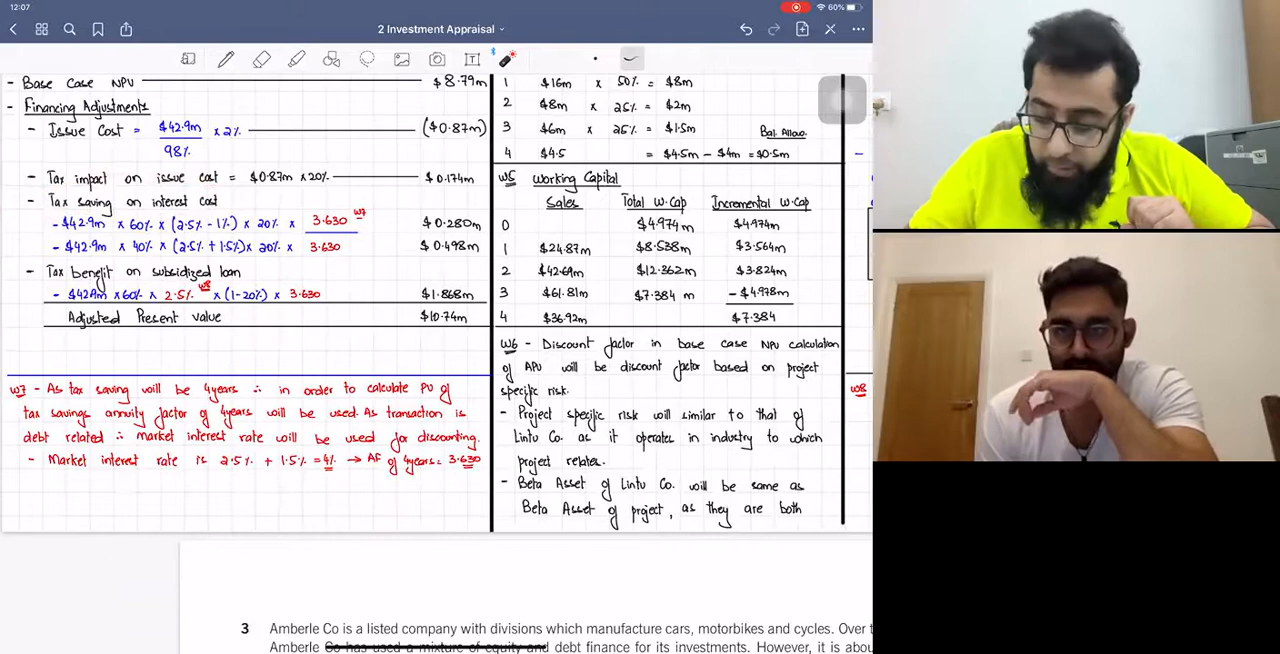 12:07
60%
2 Investment Appraisal
- Base Case NPU $8.79m
- Financing Adjustments
- Issue Cost = $42.9m × 2% ($0.87m)
98%
- Tax impact on issue cost = $0.87m × 20% $0.174m
- Tax saving on interest cost
- $42.9m × 60% × (2.5% - 1%) × 20% × 3.630 W7 $0.280m
- $42.9m × 40% × (2.5% + 1.5%) × 20% × 3.630 $0.498m
- Tax benefit on subsidized loan
- $42.9m × 60% × 2.5% W8 × (1-20%) × 3.630 $1.868m
Adjusted Present value $10.74m
W7 - As tax saving will be 4years ∴ in order to calculate PV of
tax savings annuity factor of 4years will be used. As transaction is
debt related ∴ market interest rate will be used for discounting.
- Market interest rate is 2.5% + 1.5% = 4% → AF of 4years = 3.630
1 $16m × 50% = $8m
2 $8m × 25% = $2m
3 $6m × 25% = $1.5m Bal. Allow.
4 $4.5 = $4.5m - $4m = $0.5m
W5 Working Capital
Sales Total W.Cap Incremental W.Cap
0 $4.974m $4.974m
1 $24.87m $8.538m $3.564m
2 $42.69m $12.362m $3.824m
3 $61.81m $7.384 m - $4.978m
4 $36.92m $7.384
W6 - Discount factor in base case NPU calculation
of APU will be discount factor based on project
specific risk.
- Project specific risk will similar to that of
Lintu Co. as it operates in industry to which
project relates.
- Beta Asset of Lintu Co. will be same as
Beta Asset of project, as they are both
W8
3 Amberle Co is a listed company with divisions which manufacture cars, motorbikes and cycles. Over
Amberle Co has used a mixture of equity and debt finance for its investments. However, it is